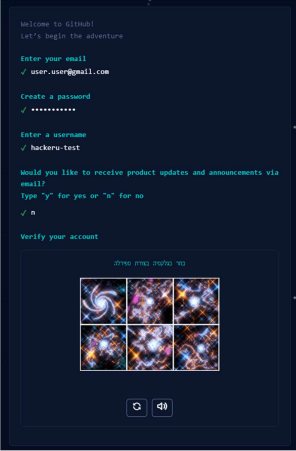 Welcome to GitHub!
Let's begin the adventure
Enter your email
✓ user.user@gmail.com
Create a password
✓ •••••••••••
Enter a username
✓ hackeru-test
Would you like to receive product updates and announcements via
email?
Type "y" for yes or "n" for no
✓ n
Verify your account
בחר בגלקסיה בצורת ספירלה